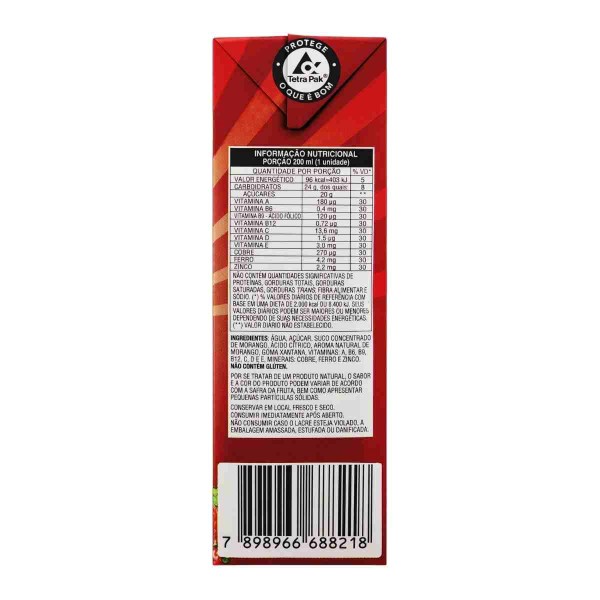 PROTEGE
Tetra Pak®
O QUE É BOM
INFORMAÇÃO NUTRICIONAL
PORÇÃO 200 ml (1 unidade)
QUANTIDADE POR PORÇÃO % VD*
VALOR ENERGÉTICO 96 kcal=403 kJ 5
CARBOIDRATOS 24 g, dos quais: 8
AÇÚCARES 20 g **
VITAMINA A 180 µg 30
VITAMINA B6 0,4 mg 30
VITAMINA B9 - ÁCIDO FÓLICO 120 µg 30
VITAMINA B12 0,72 µg 30
VITAMINA C 13,6 mg 30
VITAMINA D 1,5 µg 30
VITAMINA E 3,0 mg 30
COBRE 270 µg 30
FERRO 4,2 mg 30
ZINCO 2,2 mg 30
NÃO CONTÉM QUANTIDADES SIGNIFICATIVAS DE
PROTEÍNAS, GORDURAS TOTAIS, GORDURAS
SATURADAS, GORDURAS TRANS, FIBRA ALIMENTAR E
SÓDIO. (*) % VALORES DIÁRIOS DE REFERÊNCIA COM
BASE EM UMA DIETA DE 2.000 kcal OU 8.400 kJ. SEUS
VALORES DIÁRIOS PODEM SER MAIORES OU MENORES
DEPENDENDO DE SUAS NECESSIDADES ENERGÉTICAS.
(**) VALOR DIÁRIO NÃO ESTABELECIDO.
INGREDIENTES: ÁGUA, AÇÚCAR, SUCO CONCENTRADO
DE MORANGO, ÁCIDO CÍTRICO, AROMA NATURAL DE
MORANGO, GOMA XANTANA, VITAMINAS: A, B6, B9,
B12, C, D E E, MINERAIS: COBRE, FERRO E ZINCO.
NÃO CONTÉM GLÚTEN.
POR SE TRATAR DE UM PRODUTO NATURAL, O SABOR
E A COR DO PRODUTO PODEM VARIAR DE ACORDO
COM A SAFRA DA FRUTA, BEM COMO APRESENTAR
PEQUENAS PARTÍCULAS SÓLIDAS.
CONSERVAR EM LOCAL FRESCO E SECO.
CONSUMIR IMEDIATAMENTE APÓS ABERTO.
NÃO CONSUMIR CASO O LACRE ESTEJA VIOLADO, A
EMBALAGEM AMASSADA, ESTUFADA OU DANIFICADA.
7 898966 688218